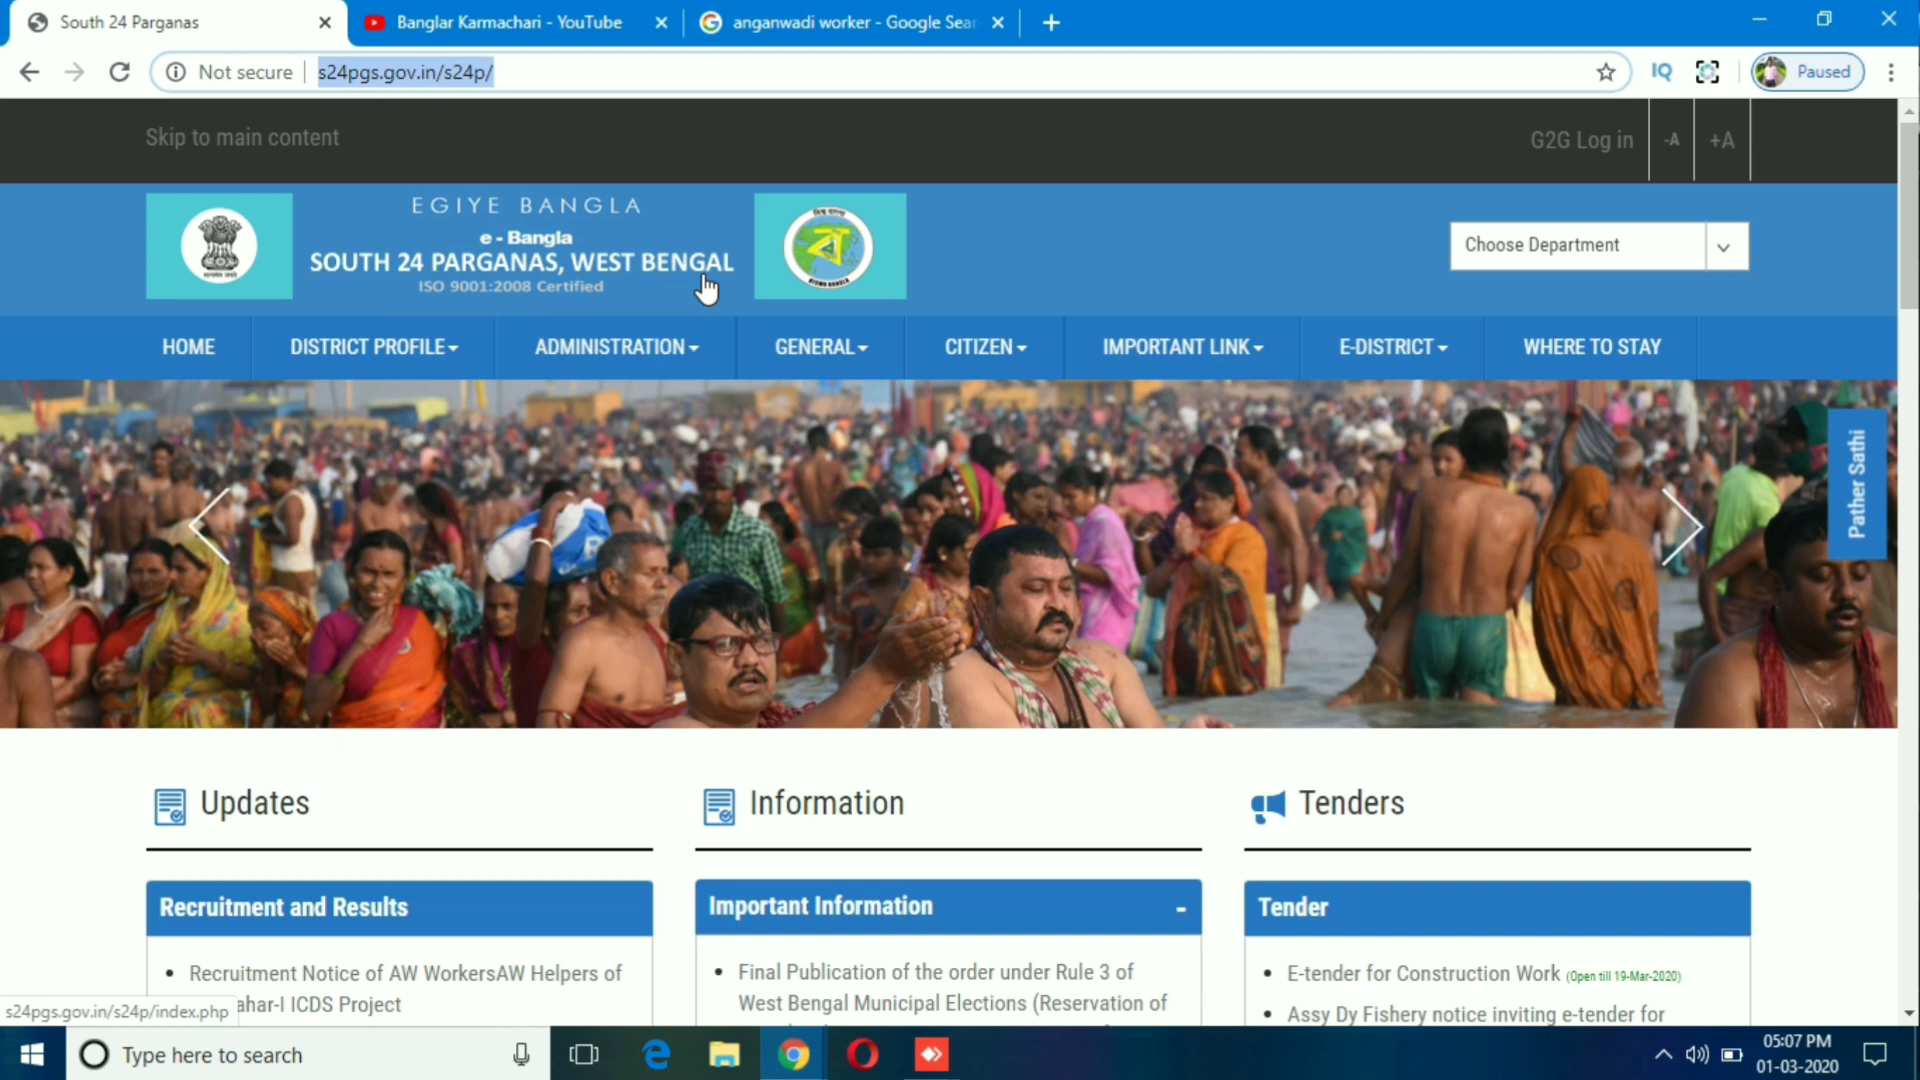 South 24 Parganas
Banglar Karmachari - YouTube
anganwadi worker - Google Sear
Not secure
s24pgs.gov.in/s24p/
IQ
Paused
Skip to main content
G2G Log in
-A
+A
EGIYE BANGLA
e - Bangla
SOUTH 24 PARGANAS, WEST BENGAL
ISO 9001:2008 Certified
Choose Department
HOME
DISTRICT PROFILE
ADMINISTRATION
GENERAL
CITIZEN
IMPORTANT LINK
E-DISTRICT
WHERE TO STAY
Pather Sathi
Updates
Information
Tenders
Recruitment and Results
Important Information
-
Tender
Recruitment Notice of AW WorkersAW Helpers of
ahar-I ICDS Project
Final Publication of the order under Rule 3 of
West Bengal Municipal Elections (Reservation of
E-tender for Construction Work (Open till 19-Mar-2020)
Assy Dy Fishery notice inviting e-tender for
s24pgs.gov.in/s24p/index.php
Type here to search
05:07 PM
01-03-2020